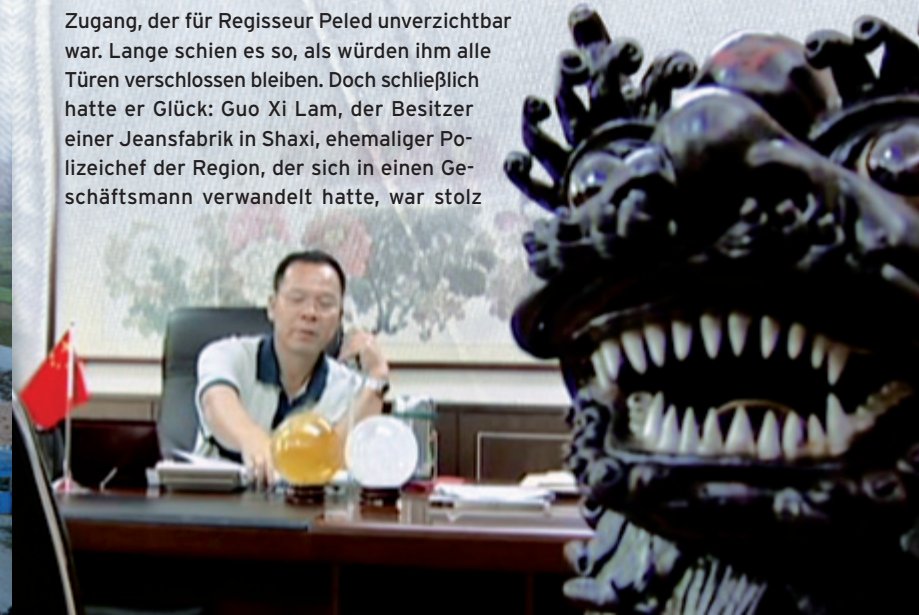 Zugang, der für Regisseur Peled unverzichtbar
war. Lange schien es so, als würden ihm alle
Türen verschlossen bleiben. Doch schließlich
hatte er Glück: Guo Xi Lam, der Besitzer
einer Jeansfabrik in Shaxi, ehemaliger Po-
lizeichef der Region, der sich in einen Ge-
schäftsmann verwandelt hatte, war stolz